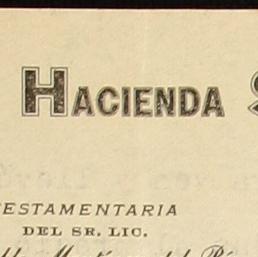 HACIENDA
ESTAMENTARIA
DEL SR. LIC.